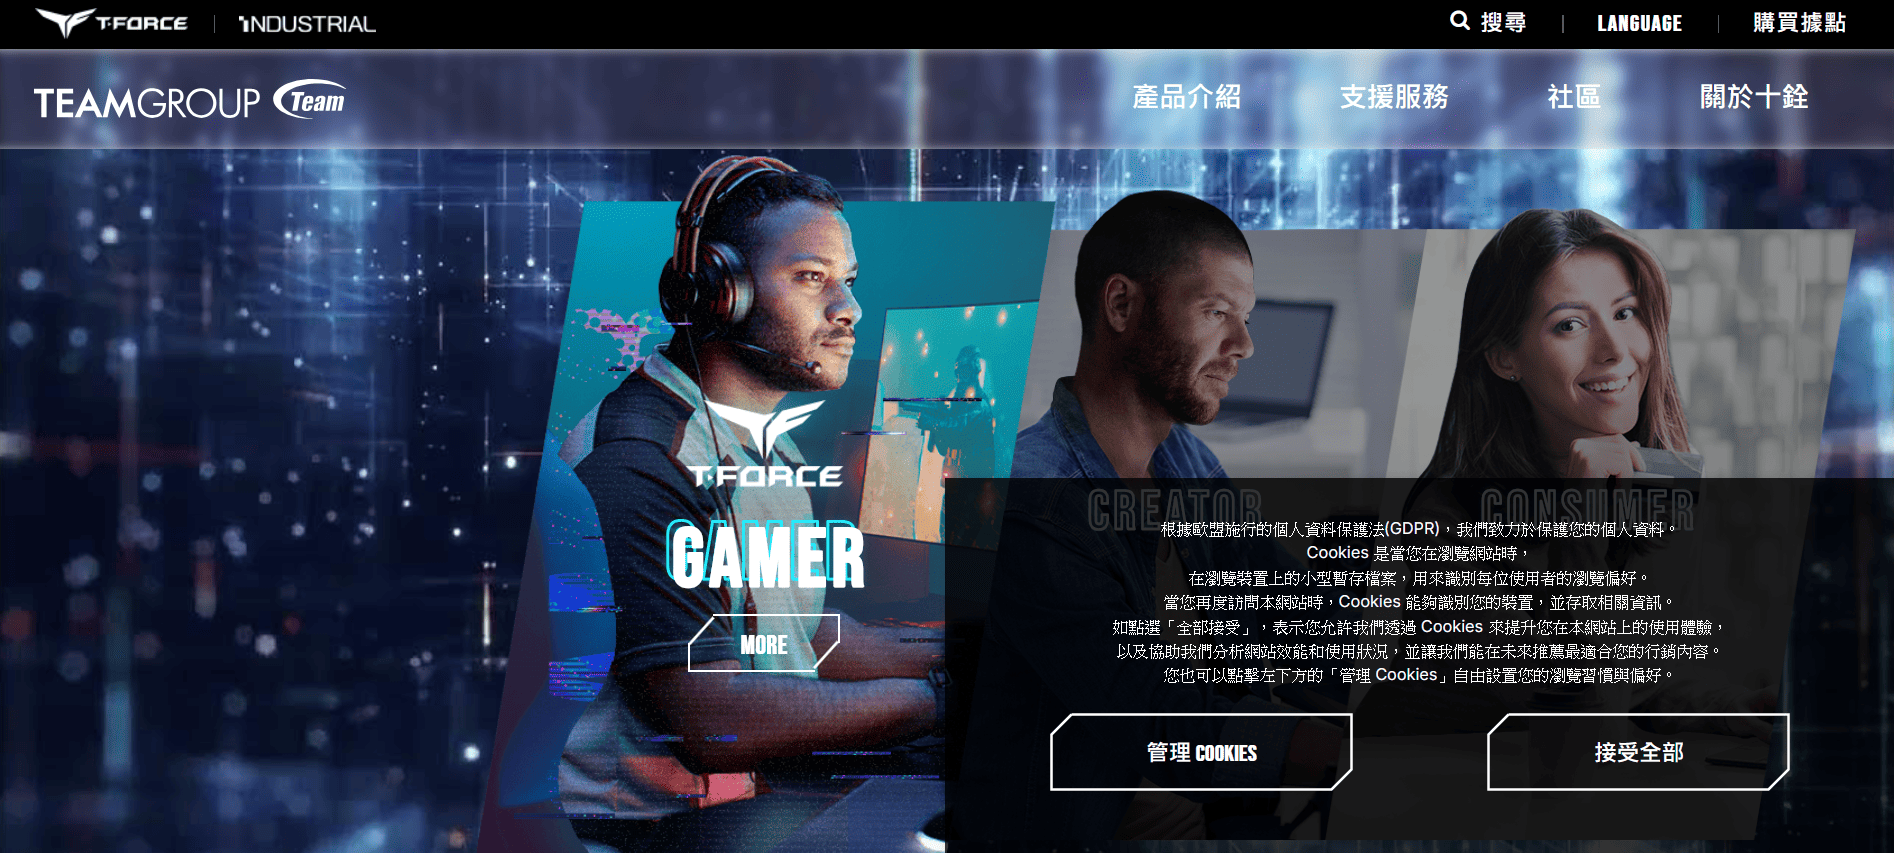 T-FORCE
INDUSTRIAL
搜尋
LANGUAGE
購買據點
TEAMGROUP Team
產品介紹
支援服務
社區
關於十銓
T-FORCE
GAMER
MORE
CREATOR
CONSUMER
根據歐盟施行的個人資料保護法(GDPR)，我們致力於保護您的個人資料。
Cookies 是當您在瀏覽網站時，
在瀏覽裝置上的小型暫存檔案，用來識別每位使用者的瀏覽偏好。
當您再度訪問本網站時，Cookies 能夠識別您的裝置，並存取相關資訊。
如點選「全部接受」，表示您允許我們透過 Cookies 來提升您在本網站上的使用體驗，
以及協助我們分析網站效能和使用狀況，並讓我們能在未來推薦最適合您的行銷內容。
您也可以點擊左下方的「管理 Cookies」自由設置您的瀏覽習慣與偏好。
管理 COOKIES
接受全部